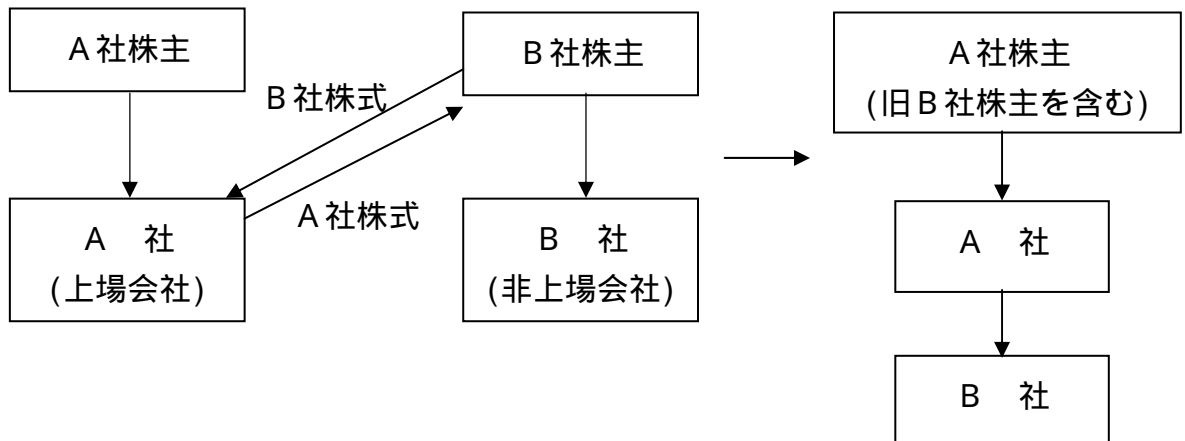 A社株主
B社株主
A社株主
(旧B社株主を含む)
B社株式
A社株式
A 社
(上場会社)
B 社
(非上場会社)
A 社
B 社